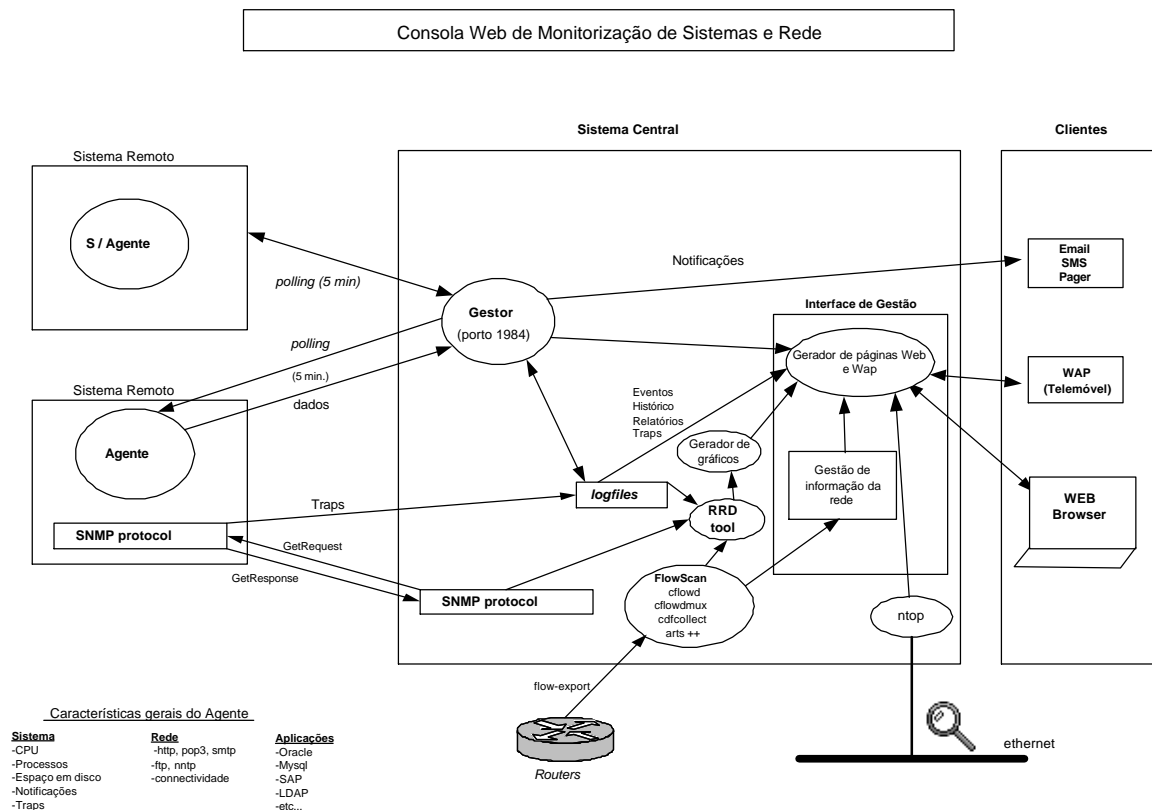 Consola Web de Monitorização de Sistemas e Rede
Sistema Central
Clientes
Sistema Remoto
S / Agente
polling (5 min)
Notificações
Email
SMS
Pager
Gestor
(porto 1984)
Interface de Gestão
Gerador de páginas Web
e Wap
polling
(5 min.)
dados
WAP
(Telemóvel)
Sistema Remoto
Agente
Eventos
Histórico
Relatórios
Traps
Gerador de
gráficos
Gestão de
informação da
rede
logfiles
RRD
tool
WEB
Browser
Traps
SNMP protocol
GetRequest
GetResponse
SNMP protocol
FlowScan
cflowd
cflowdmux
cdfcollect
arts ++
ntop
flow-export
Routers
ethernet
Características gerais do Agente
Sistema
-CPU
-Processos
-Espaço em disco
-Notificações
-Traps
Rede
-http, pop3, smtp
-ftp, nntp
-connectividade
Aplicações
-Oracle
-Mysql
-SAP
-LDAP
-etc...